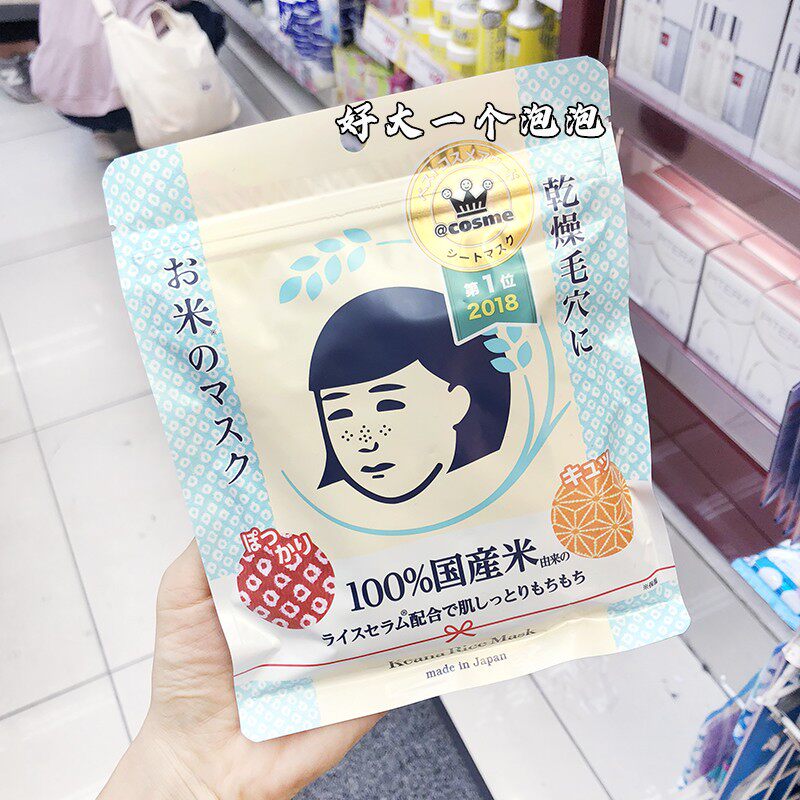 好大一个泡泡
@cosme
シートマスク
第1位
2018
乾燥毛穴に
お米※のマスク
キュッ
ぽっかり
100%国産米由来の
ライスセラム®配合で肌しっとりもちもち
Keana Rice Mask
made in Japan